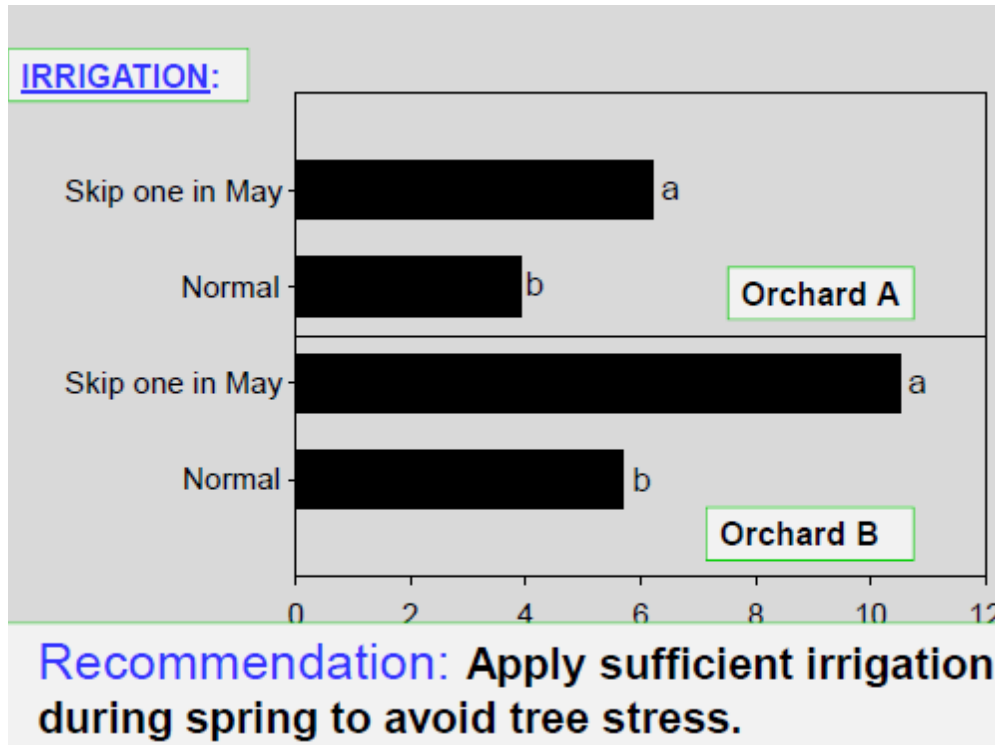 IRRIGATION:
Skip one in May
a
Normal
b
Orchard A
Skip one in May
a
Normal
b
Orchard B
0 2 4 6 8 10 12
Recommendation: Apply sufficient irrigation
during spring to avoid tree stress.